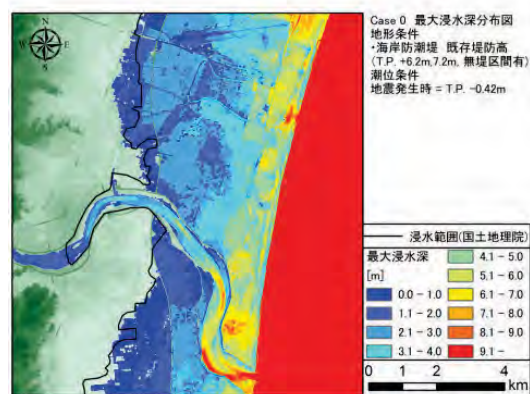 Case 0 最大浸水深分布図
地形条件
・海岸防潮堤 既存堤防高
(T.P. +6.2m,7.2m, 無堤区間有)
潮位条件
地震発生時 = T.P. -0.42m
N
W E
S
浸水範囲(国土地理院)
最大浸水深
[m]
0.0 - 1.0
1.1 - 2.0
2.1 - 3.0
3.1 - 4.0
4.1 - 5.0
5.1 - 6.0
6.1 - 7.0
7.1 - 8.0
8.1 - 9.0
9.1 -
0 1 2 4
km